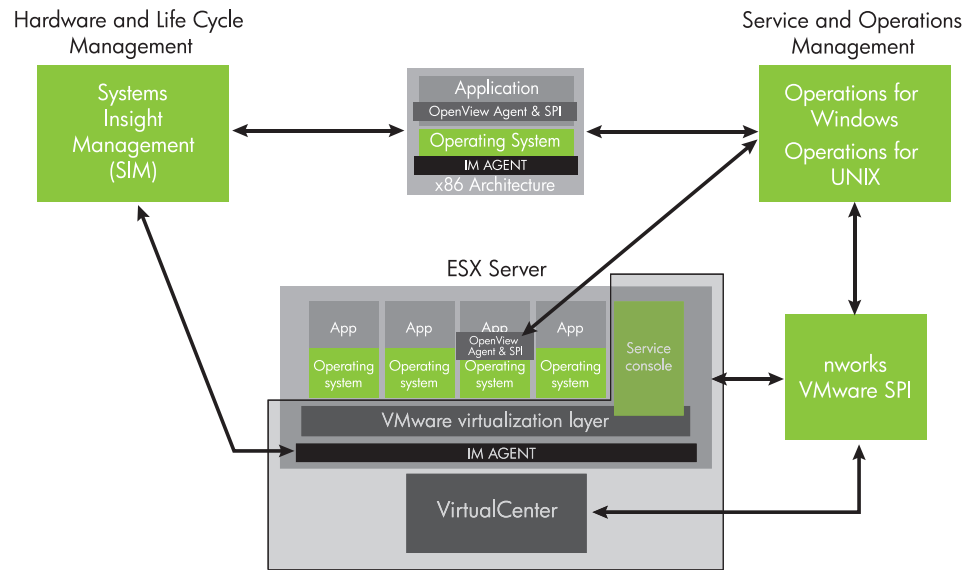 Hardware and Life Cycle
Management
Systems
Insight
Management
(SIM)
Application
OpenView Agent & SPI
Operating System
IM AGENT
x86 Architecture
Service and Operations
Management
Operations for
Windows
Operations for
UNIX
ESX Server
App
App
App
App
OpenView
Agent & SPI
Operating
system
Operating
system
Operating
system
Operating
system
Service
console
VMware virtualization layer
IM AGENT
VirtualCenter
nworks
VMware SPI